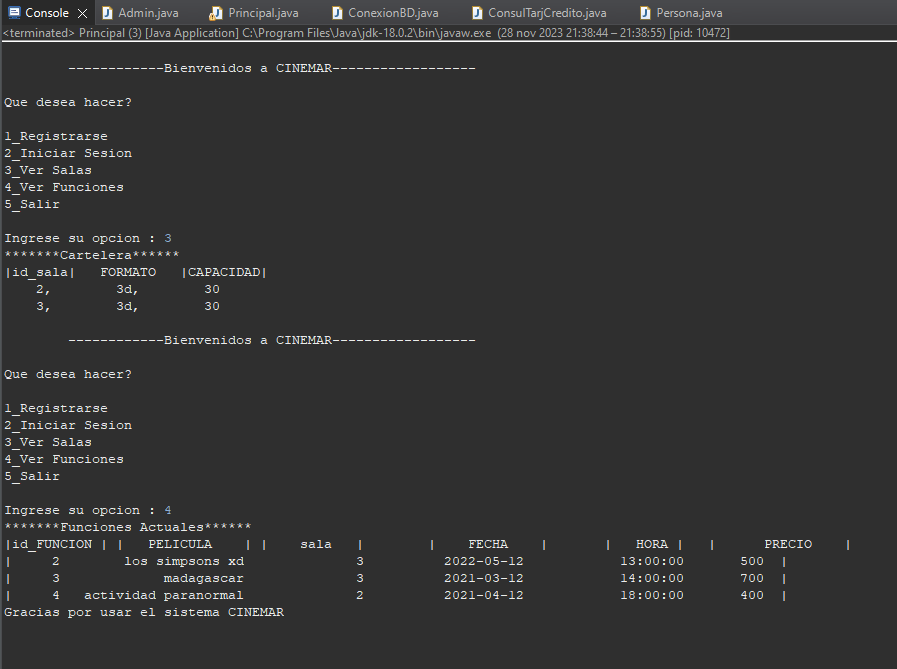 Console Admin.java Principal.java ConexionBD.java ConsulTarjCredito.java Persona.java
<terminated> Principal (3) [Java Application] C:\Program Files\Java\jdk-18.0.2\bin\javaw.exe (28 nov 2023 21:38:44 – 21:38:55) [pid: 10472]
------------Bienvenidos a CINEMAR------------------
Que desea hacer?
1_Registrarse
2_Iniciar Sesion
3_Ver Salas
4_Ver Funciones
5_Salir
Ingrese su opcion : 3
*******Cartelera******
|id_sala|   FORMATO   |CAPACIDAD|
    2,        3d,        30
    3,        3d,        30
------------Bienvenidos a CINEMAR------------------
Que desea hacer?
1_Registrarse
2_Iniciar Sesion
3_Ver Salas
4_Ver Funciones
5_Salir
Ingrese su opcion : 4
*******Funciones Actuales******
|id_FUNCION | |   PELICULA    | |    sala   |        |    FECHA    |       |   HORA |   |      PRECIO    |
|     2        los simpsons xd              3          2022-05-12            13:00:00       500  |
|     3             madagascar              3          2021-03-12            14:00:00       700  |
|     4   actividad paranormal              2          2021-04-12            18:00:00       400  |
Gracias por usar el sistema CINEMAR